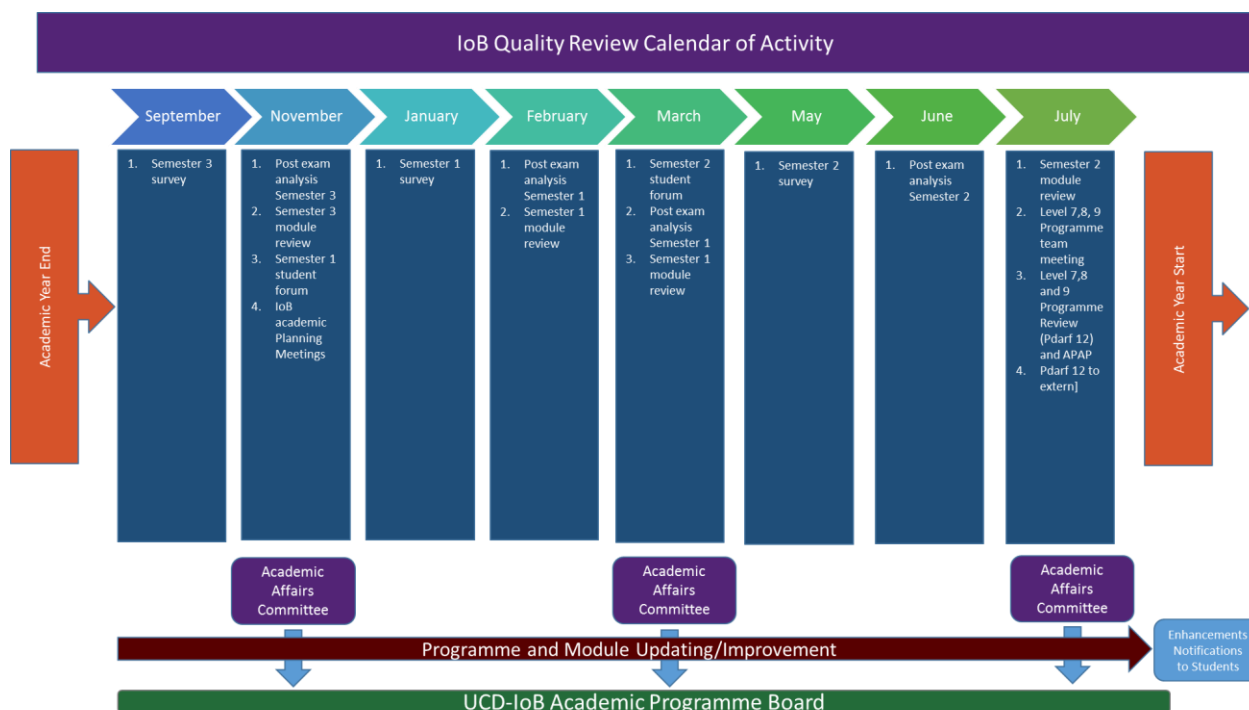 IoB Quality Review Calendar of Activity
September
November
January
February
March
May
June
July
Academic Year End
1. Semester 3
survey
1. Post exam
analysis
Semester 3
2. Semester 3
module
review
3. Semester 1
student
forum
4. IoB
academic
Planning
Meetings
1. Semester 1
survey
1. Post exam
analysis
Semester 1
2. Semester 1
module
review
1. Semester 2
student
forum
2. Post exam
analysis
Semester 1
3. Semester 1
module
review
1. Semester 2
survey
1. Post exam
analysis
Semester 2
1. Semester 2
module
review
2. Level 7,8, 9
Programme
team
meeting
3. Level 7,8
and 9
Programme
Review
(Pdarf 12)
and APAP
4. Pdarf 12 to
extern]
Academic Year Start
Academic
Affairs
Committee
Academic
Affairs
Committee
Academic
Affairs
Committee
Programme and Module Updating/Improvement
Enhancements
Notifications
to Students
UCD-IoB Academic Programme Board